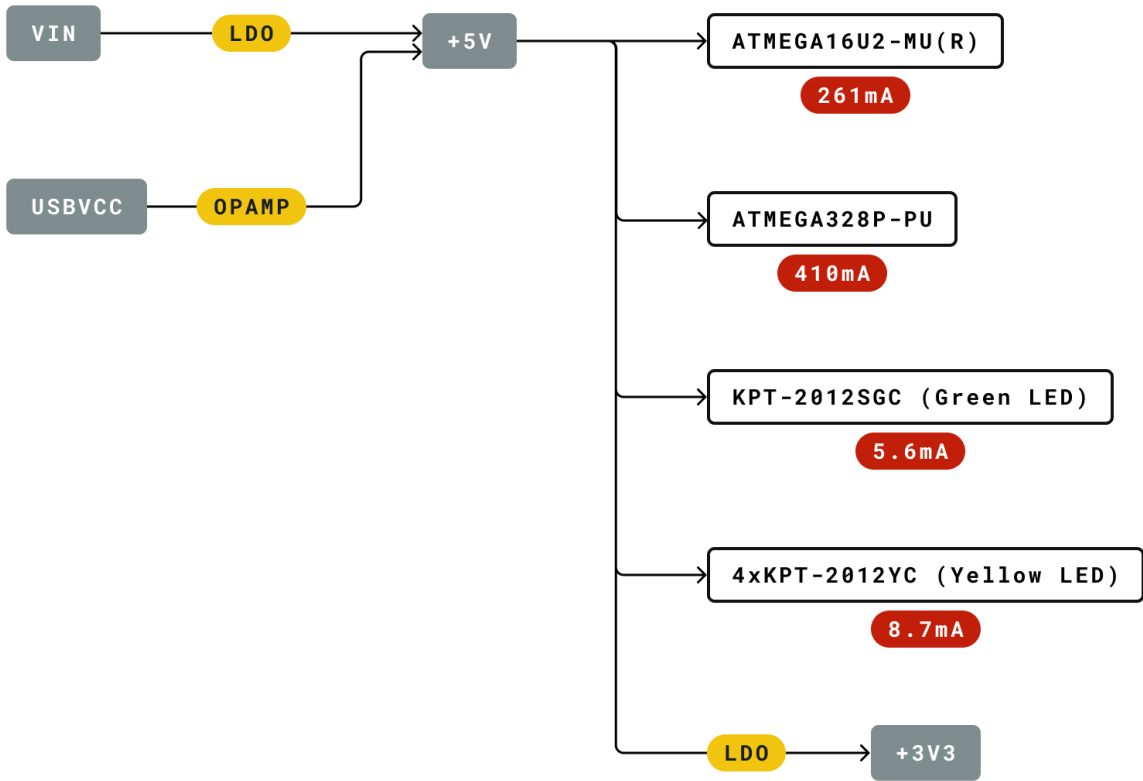 VIN
LDO
+5V
USBVCC
OPAMP
ATMEGA16U2-MU(R)
261mA
ATMEGA328P-PU
410mA
KPT-2012SGC (Green LED)
5.6mA
4xKPT-2012YC (Yellow LED)
8.7mA
LDO
+3V3